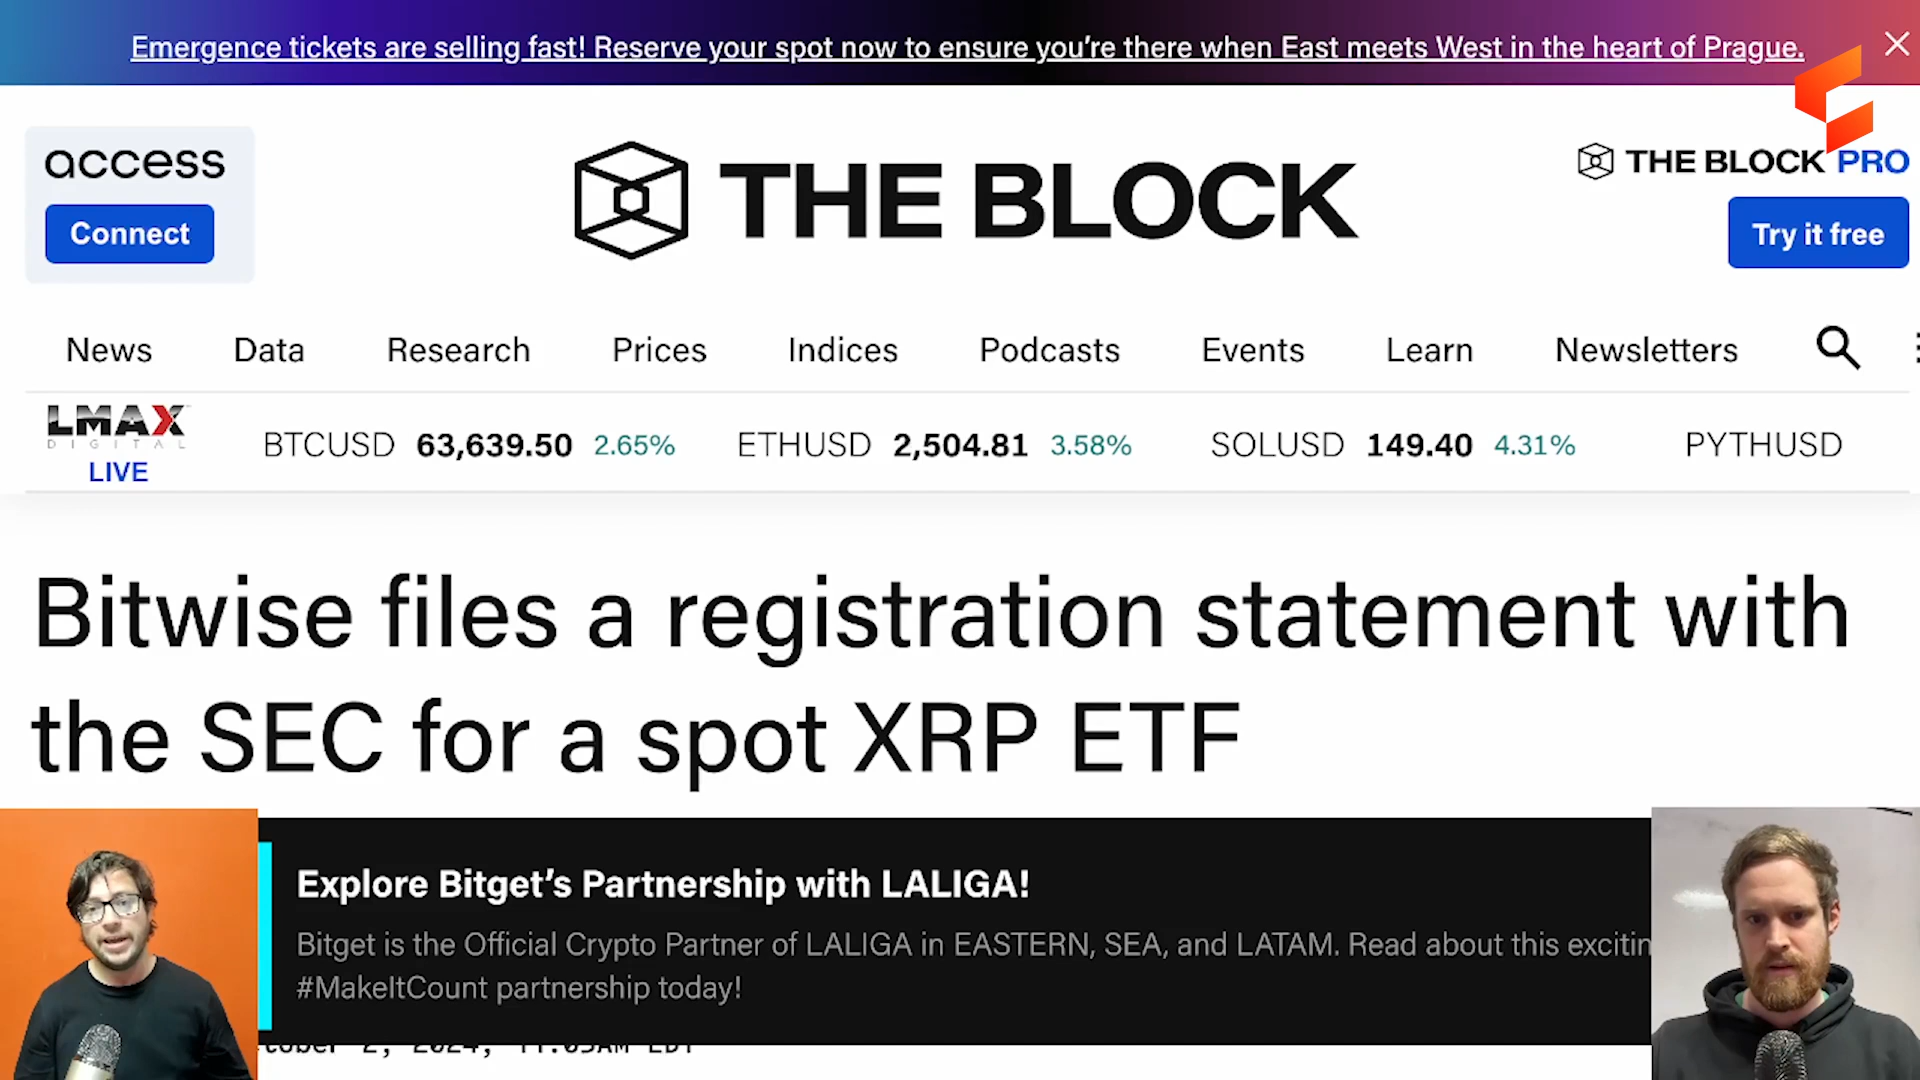 Emergence tickets are selling fast! Reserve your spot now to ensure you're there when East meets West in the heart of Prague.
access
Connect
THE BLOCK
THE BLOCK PRO
Try it free
News Data Research Prices Indices Podcasts Events Learn Newsletters
LMAX
DIGITAL
LIVE
BTCUSD 63,639.50 2.65% ETHUSD 2,504.81 3.58% SOLUSD 149.40 4.31% PYTHUSD
Bitwise files a registration statement with
the SEC for a spot XRP ETF
Explore Bitget's Partnership with LALIGA!
Bitget is the Official Crypto Partner of LALIGA in EASTERN, SEA, and LATAM. Read about this
#MakeItCount partnership today!
2, 2024,